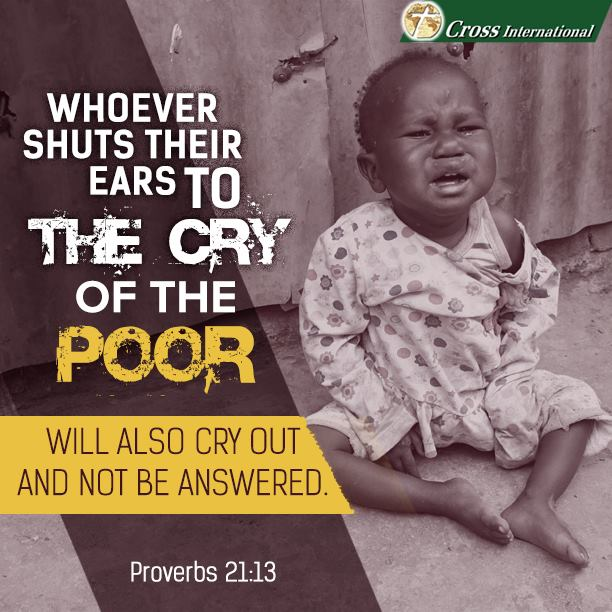 Cross International
WHOEVER
SHUTS THEIR
EARS TO
THE CRY
OF THE
POOR
WILL ALSO CRY OUT
AND NOT BE ANSWERED.
Proverbs 21:13